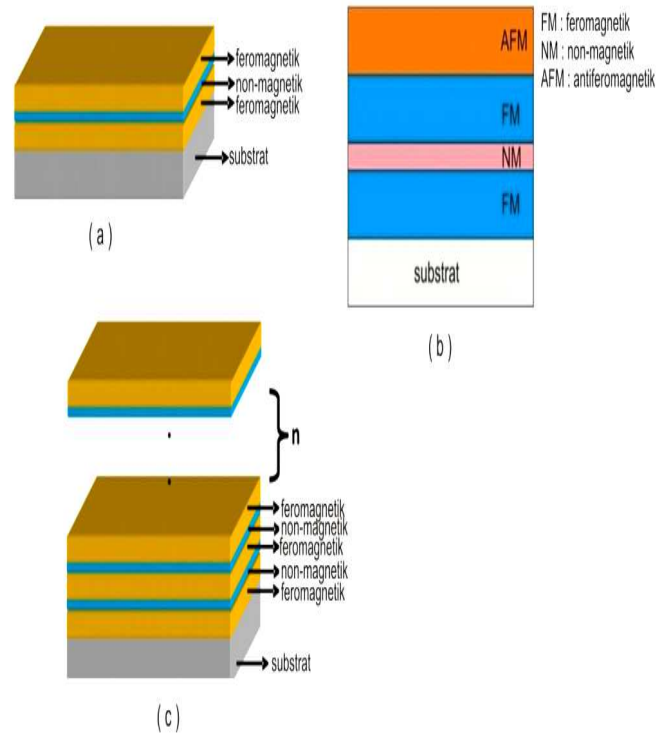 feromagnetik
non-magnetik
feromagnetik
substrat
( a )
AFM
FM
NM
FM
substrat
FM : feromagnetik
NM : non-magnetik
AFM : antiferomagnetik
( b )
n
feromagnetik
non-magnetik
feromagnetik
non-magnetik
feromagnetik
substrat
( c )